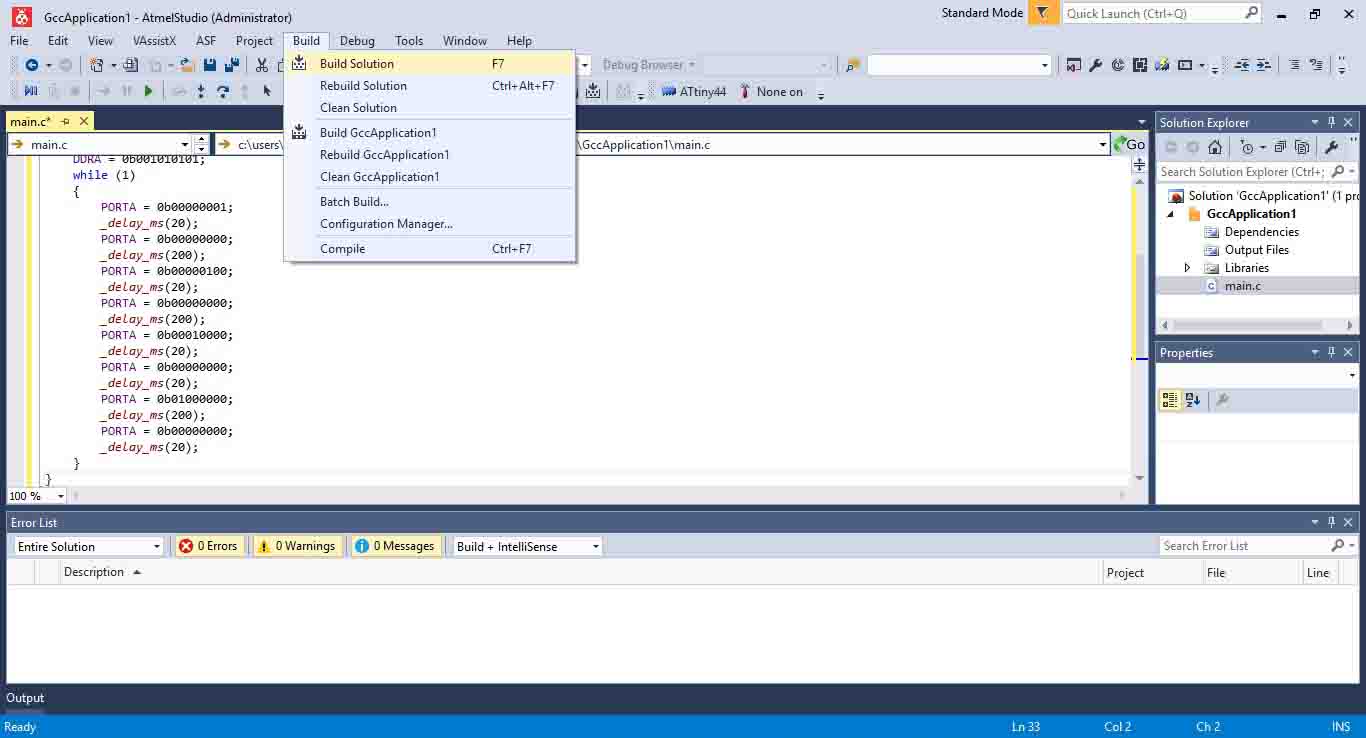 GccApplication1 - AtmelStudio (Administrator)
Standard Mode
Quick Launch (Ctrl+Q)
File Edit View VAssistX ASF Project Build Debug Tools Window Help
Debug Browser
ATtiny44 None on
Build Solution F7
Rebuild Solution Ctrl+Alt+F7
Clean Solution
Build GccApplication1
Rebuild GccApplication1
Clean GccApplication1
Batch Build...
Configuration Manager...
Compile Ctrl+F7
main.c*
main.c
c:\users\
\GccApplication1\main.c
Go
DDRA = 0b001010101;
while (1)
{
PORTA = 0b00000001;
_delay_ms(20);
PORTA = 0b00000000;
_delay_ms(200);
PORTA = 0b00000100;
_delay_ms(20);
PORTA = 0b00000000;
_delay_ms(200);
PORTA = 0b00010000;
_delay_ms(20);
PORTA = 0b00000000;
_delay_ms(20);
PORTA = 0b01000000;
_delay_ms(200);
PORTA = 0b00000000;
_delay_ms(20);
}
}
100 %
Solution Explorer
Search Solution Explorer (Ctrl+;
Solution 'GccApplication1' (1 pro
GccApplication1
Dependencies
Output Files
Libraries
main.c
Properties
Error List
Entire Solution 0 Errors 0 Warnings 0 Messages Build + IntelliSense Search Error List
Description Project File Line
Output
Ready Ln 33 Col 2 Ch 2 INS